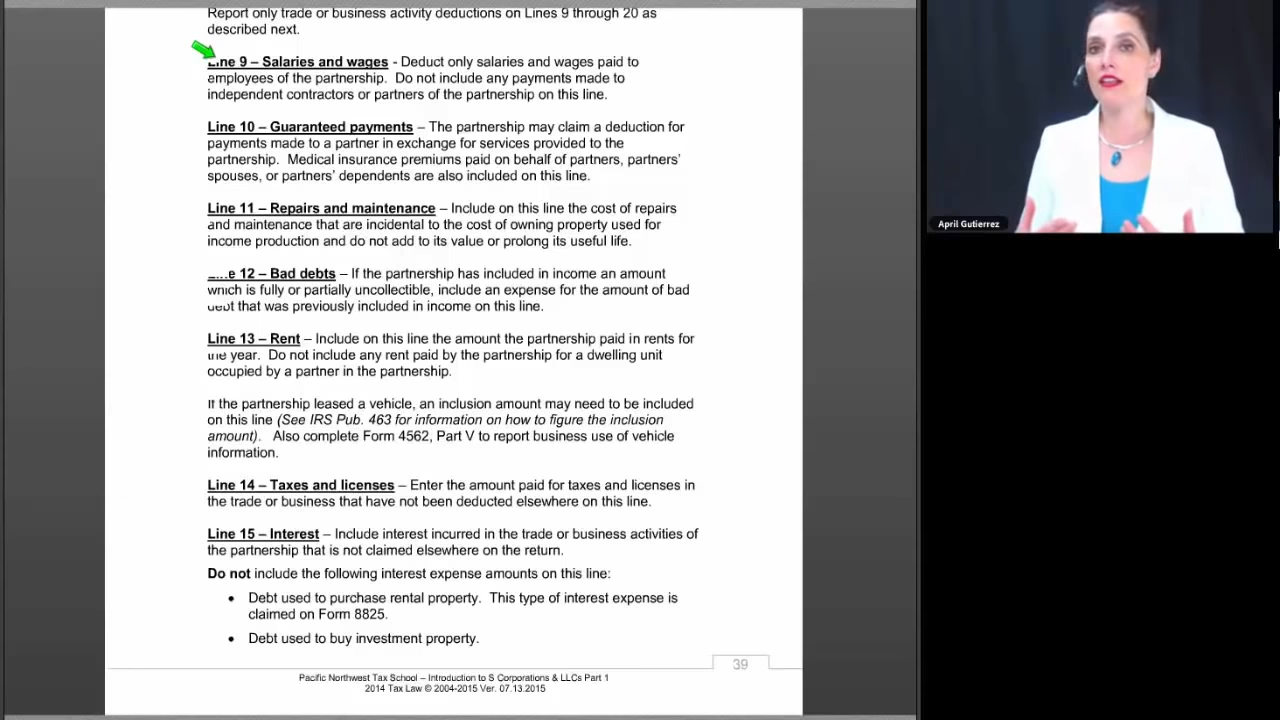 Report only trade or business activity deductions on Lines 9 through 20 as
described next.
Line 9 – Salaries and wages - Deduct only salaries and wages paid to
employees of the partnership. Do not include any payments made to
independent contractors or partners of the partnership on this line.
Line 10 – Guaranteed payments – The partnership may claim a deduction for
payments made to a partner in exchange for services provided to the
partnership. Medical insurance premiums paid on behalf of partners, partners'
spouses, or partners' dependents are also included on this line.
Line 11 – Repairs and maintenance – Include on this line the cost of repairs
and maintenance that are incidental to the cost of owning property used for
income production and do not add to its value or prolong its useful life.
Line 12 – Bad debts – If the partnership has included in income an amount
which is fully or partially uncollectible, include an expense for the amount of bad
debt that was previously included in income on this line.
Line 13 – Rent – Include on this line the amount the partnership paid in rents for
the year. Do not include any rent paid by the partnership for a dwelling unit
occupied by a partner in the partnership.
If the partnership leased a vehicle, an inclusion amount may need to be included
on this line (See IRS Pub. 463 for information on how to figure the inclusion
amount). Also complete Form 4562, Part V to report business use of vehicle
information.
Line 14 – Taxes and licenses – Enter the amount paid for taxes and licenses in
the trade or business that have not been deducted elsewhere on this line.
Line 15 – Interest – Include interest incurred in the trade or business activities of
the partnership that is not claimed elsewhere on the return.
Do not include the following interest expense amounts on this line:
• Debt used to purchase rental property. This type of interest expense is
claimed on Form 8825.
• Debt used to buy investment property.
39
Pacific Northwest Tax School – Introduction to S Corporations & LLCs Part 1
2014 Tax Law © 2004-2015 Ver. 07.13.2015
April Gutierrez